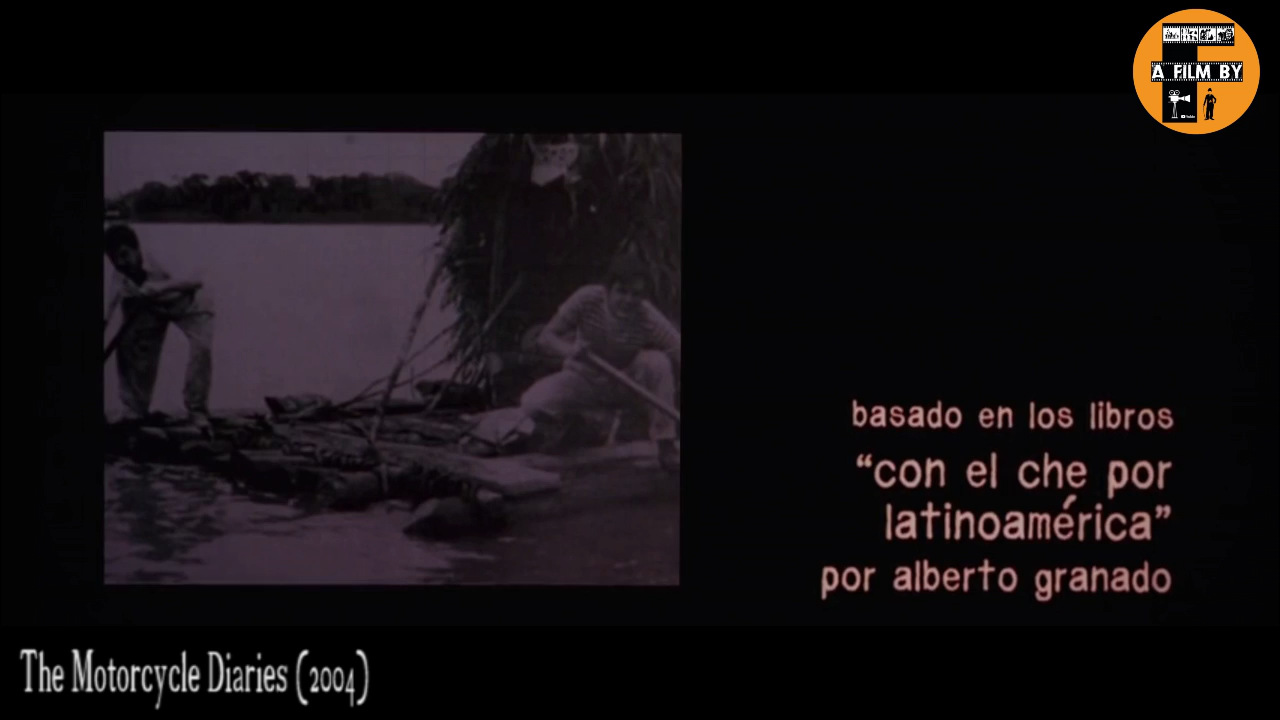 A FILM BY
basado en los libros
“con el che por
latinoamérica”
por alberto granado
The Motorcycle Diaries (2004)